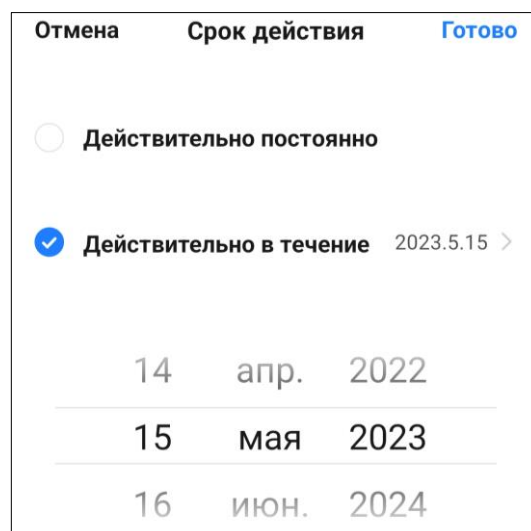 Отмена Срок действия Готово
Действительно постоянно
Действительно в течение 2023.5.15
14 апр. 2022
15 мая 2023
16 июн. 2024